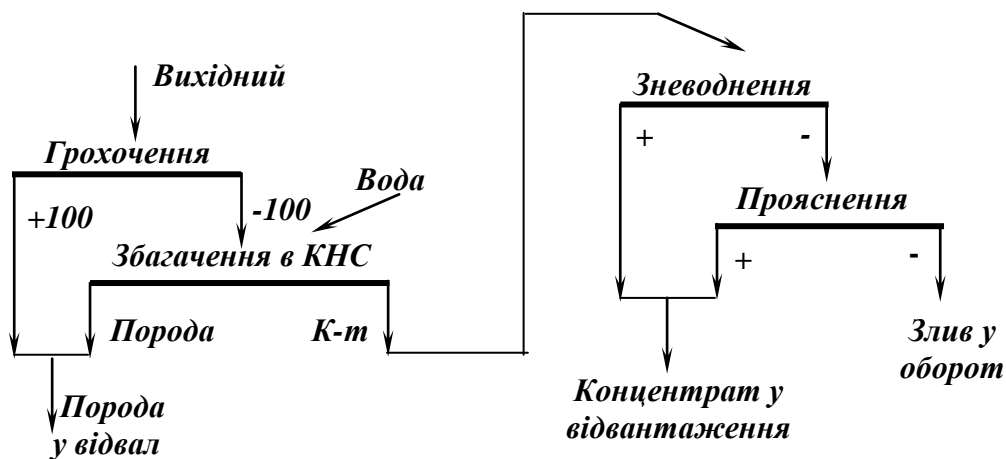 Вихідний
Грохочення
+100
-100
Вода
Збагачення в КНС
Порода
К-т
Порода
у відвал
Зневоднення
+
-
Прояснення
+
-
Концентрат у
відвантаження
Злив у
оборот